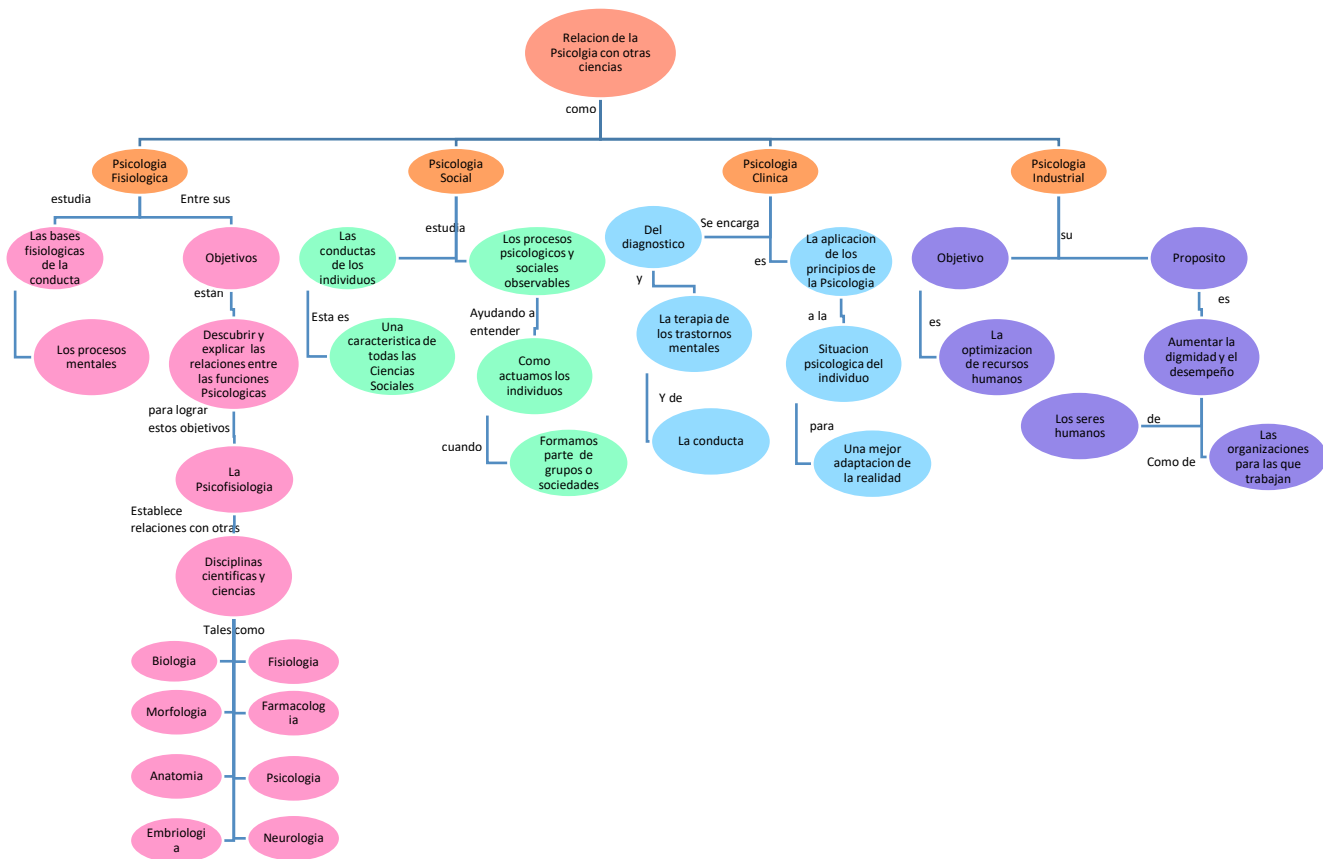 Relacion de la
Psicolgia con otras
ciencias
como
Psicologia
Fisiologica
Psicologia
Social
Psicologia
Clinica
Psicologia
Industrial
estudia
Entre sus
Las bases
fisiologicas
de la
conducta
Objetivos
están
Los procesos
mentales
Descubrir y
explicar las
relaciones entre
las funciones
Psicologicas
para lograr
estos objetivos
La
Psicofisiologia
Establece
relaciones con otras
Disciplinas
cientificas y
ciencias
Tales como
Biologia
Fisiologia
Morfologia
Farmacolog
ia
Anatomia
Psicologia
Embriologi
a
Neurologia
estudia
Las
conductas
de los
individuos
Los procesos
psicologicos y
sociales
observables
Esta es
Una
caracteristica de
todas las
Ciencias
Sociales
Ayudando a
entender
Como
actuamos los
individuos
cuando
Formamos
parte de
grupos o
sociedades
Se encarga
Del
diagnostico
y
La terapia de
los trastornos
mentales
Y de
La conducta
es
La aplicacion
de los
principios de
la Psicologia
a la
Situacion
psicologica del
individuo
para
Una mejor
adaptacion de
la realidad
su
Objetivo
es
La
optimizacion
de recursos
humanos
Proposito
es
Aumentar la
digmidad y el
desempeño
de
Los seres
humanos
Como de
Las
organizaciones
para las que
trabajan